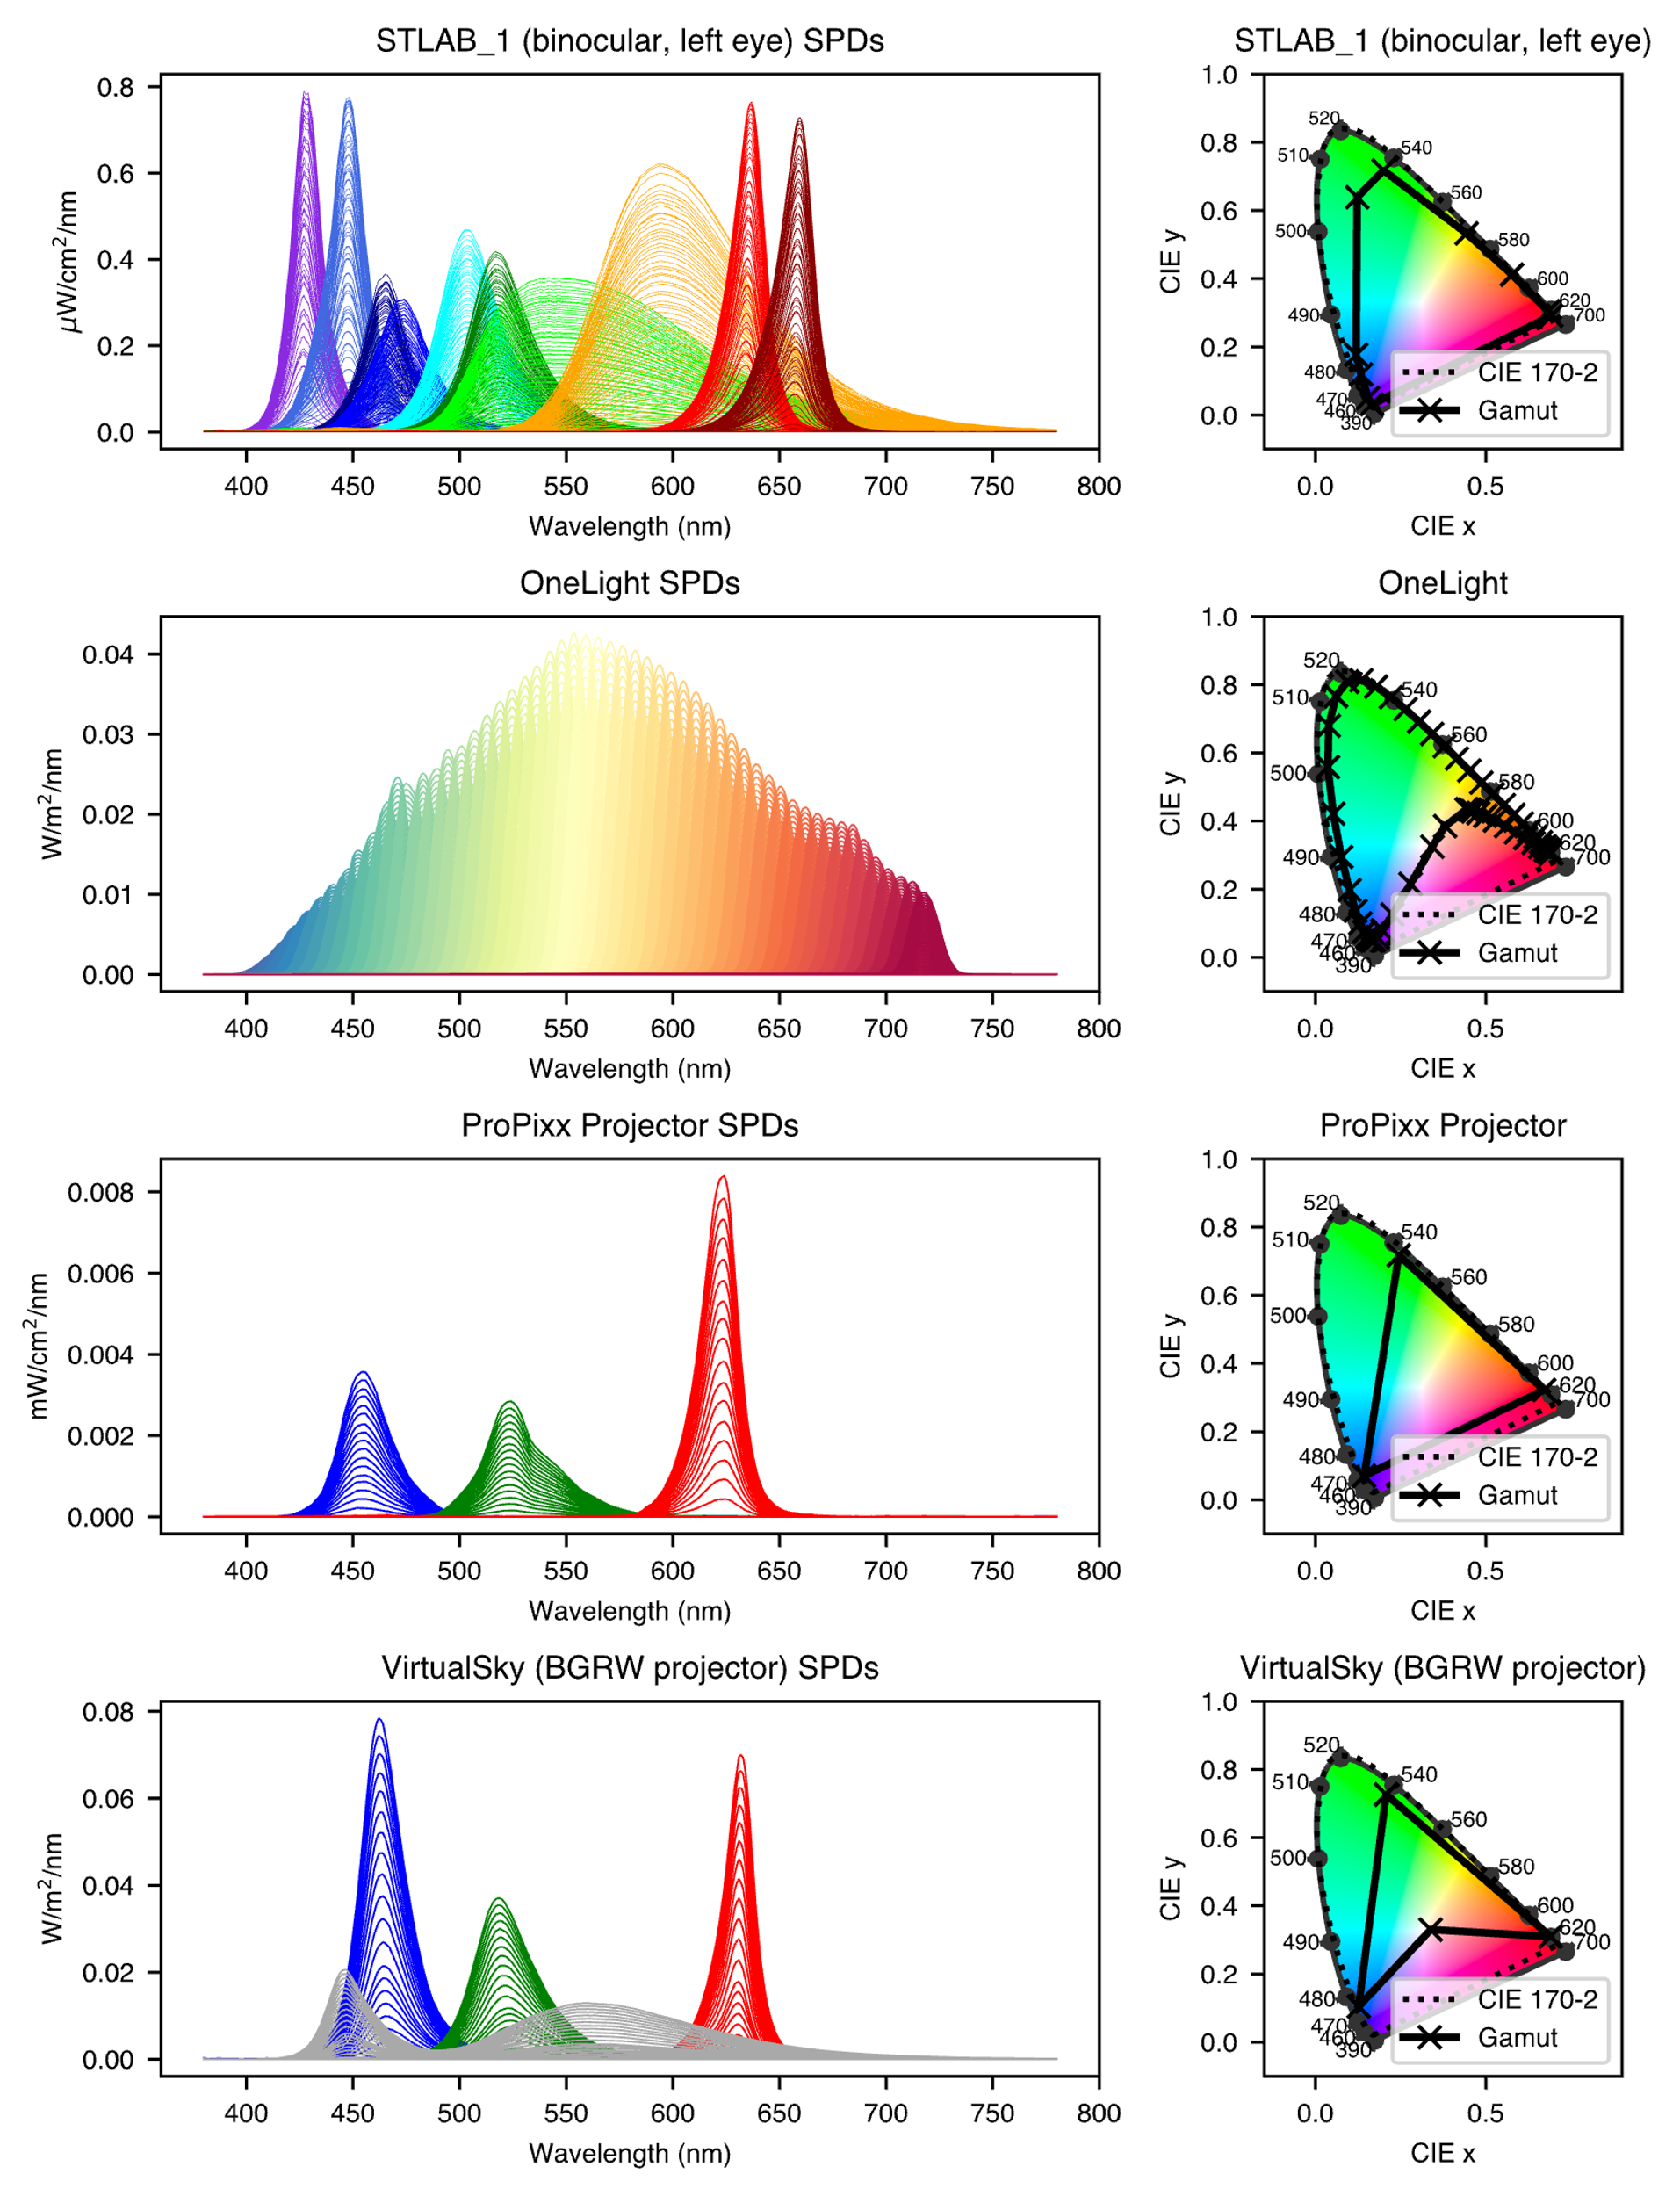 STLAB_1 (binocular, left eye) SPDs
0.8
0.6
0.4
0.2
0.0
µW/cm²/nm
400 450 500 550 600 650 700 750 800
Wavelength (nm)
STLAB_1 (binocular, left eye)
1.0
0.8
0.6
0.4
0.2
0.0
CIE y
520
540
510
560
500
580
600
620
490
700
480
470
460
390
CIE 170-2
Gamut
0.0 0.5
CIE x
OneLight SPDs
0.04
0.03
0.02
0.01
0.00
W/m²/nm
400 450 500 550 600 650 700 750 800
Wavelength (nm)
OneLight
1.0
0.8
0.6
0.4
0.2
0.0
CIE y
520
540
510
560
500
580
600
620
490
700
480
470
460
390
CIE 170-2
Gamut
0.0 0.5
CIE x
ProPixx Projector SPDs
0.008
0.006
0.004
0.002
0.000
mW/cm²/nm
400 450 500 550 600 650 700 750 800
Wavelength (nm)
ProPixx Projector
1.0
0.8
0.6
0.4
0.2
0.0
CIE y
520
540
510
560
500
580
600
620
490
700
480
470
460
390
CIE 170-2
Gamut
0.0 0.5
CIE x
VirtualSky (BGRW projector) SPDs
0.08
0.06
0.04
0.02
0.00
W/m²/nm
400 450 500 550 600 650 700 750 800
Wavelength (nm)
VirtualSky (BGRW projector)
1.0
0.8
0.6
0.4
0.2
0.0
CIE y
520
540
510
560
500
580
600
620
490
700
480
470
460
390
CIE 170-2
Gamut
0.0 0.5
CIE x